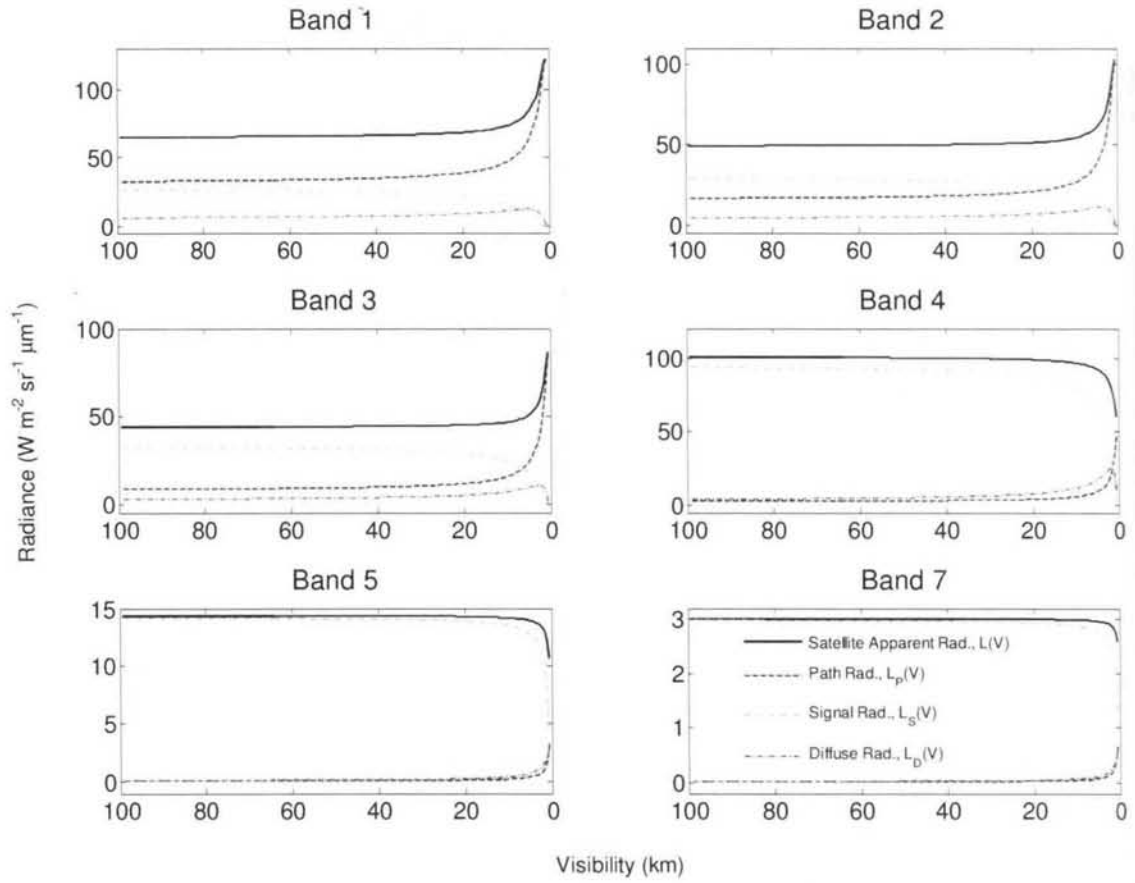 Band 1
Band 2
100
50
0
100 80 60 40 20 0
100
50
0
100 80 60 40 20 0
Band 3
Band 4
100
50
0
100 80 60 40 20 0
100
50
0
100 80 60 40 20 0
Radiance (W m-2 sr-1 μm-1)
Band 5
Band 7
15
10
5
0
100 80 60 40 20 0
3
2
1
0
100 80 60 40 20 0
Satellite Apparent Rad., L(V)
Path Rad., LP(V)
Signal Rad., LS(V)
Diffuse Rad., LD(V)
Visibility (km)